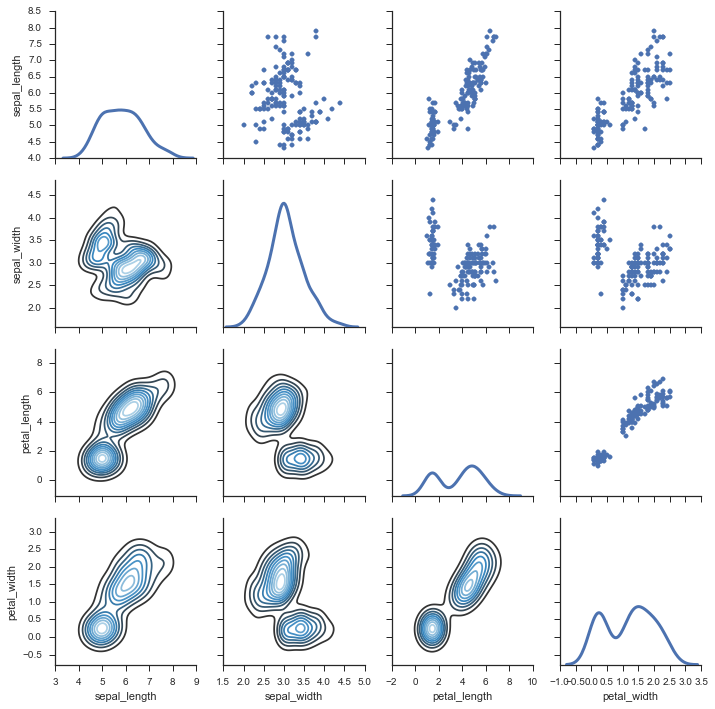 8.5
8.0
7.5
7.0
6.5
6.0
5.5
5.0
4.5
4.0
sepal_length
4.5
4.0
3.5
3.0
2.5
2.0
sepal_width
8
6
4
2
0
petal_length
3.0
2.5
2.0
1.5
1.0
0.5
0.0
−0.5
petal_width
3 4 5 6 7 8 9
sepal_length
1.5 2.0 2.5 3.0 3.5 4.0 4.5 5.0
sepal_width
−2 0 2 4 6 8 10
petal_length
−1.0 −0.5 0.0 0.5 1.0 1.5 2.0 2.5 3.0 3.5
petal_width